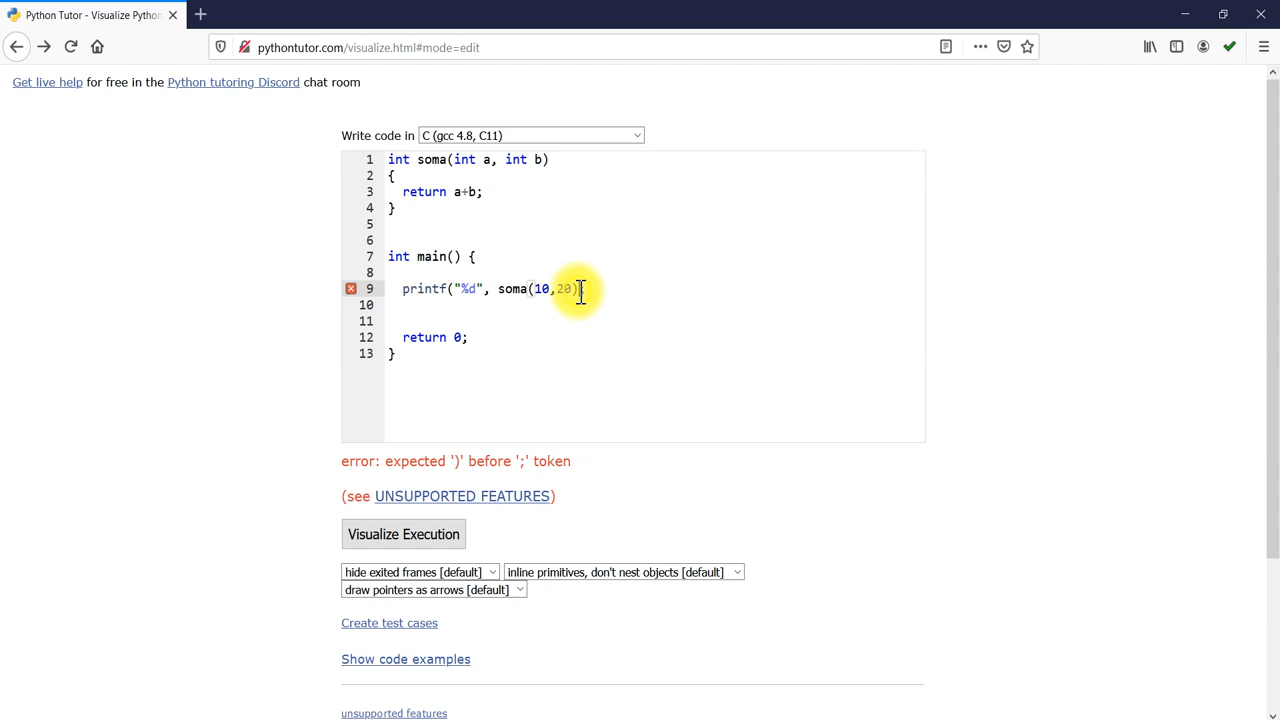 Python Tutor - Visualize Python,
pythontutor.com/visualize.html#mode=edit
Get live help for free in the Python tutoring Discord chat room
Write code in C (gcc 4.8, C11)
1 int soma(int a, int b)
2 {
3 return a+b;
4 }
5
6
7 int main() {
8
9 printf("%d", soma(10,20);
10
11
12 return 0;
13 }
error: expected ')' before ';' token
(see UNSUPPORTED FEATURES)
Visualize Execution
hide exited frames [default] inline primitives, don't nest objects [default]
draw pointers as arrows [default]
Create test cases
Show code examples
unsupported features